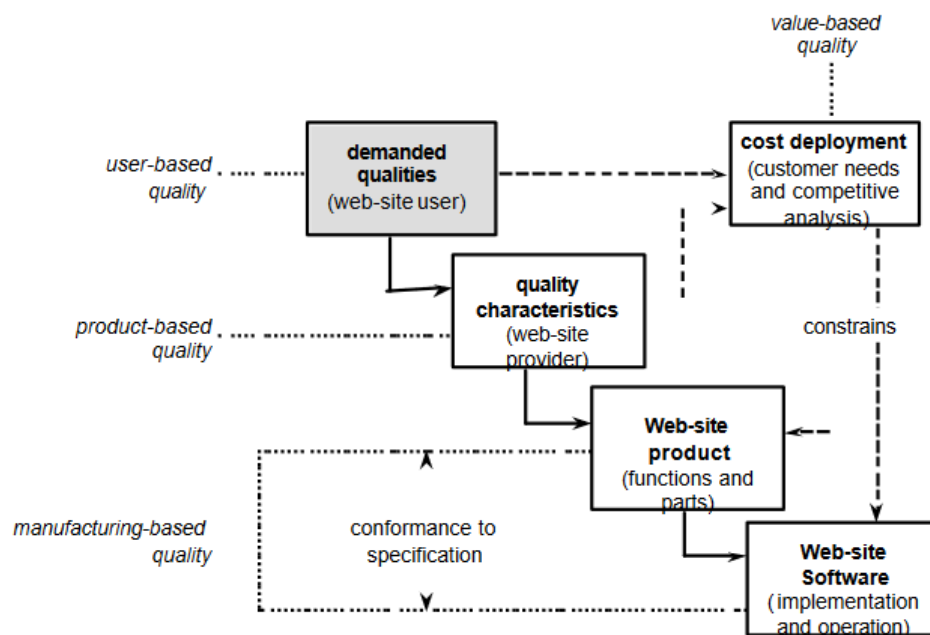 value-based
quality
user-based
quality
demanded
qualities
(web-site user)
cost deployment
(customer needs
and competitive
analysis)
product-based
quality
quality
characteristics
(web-site
provider)
constrains
Web-site
product
(functions and
parts)
manufacturing-based
quality
conformance to
specification
Web-site
Software
( implementation
and operation)